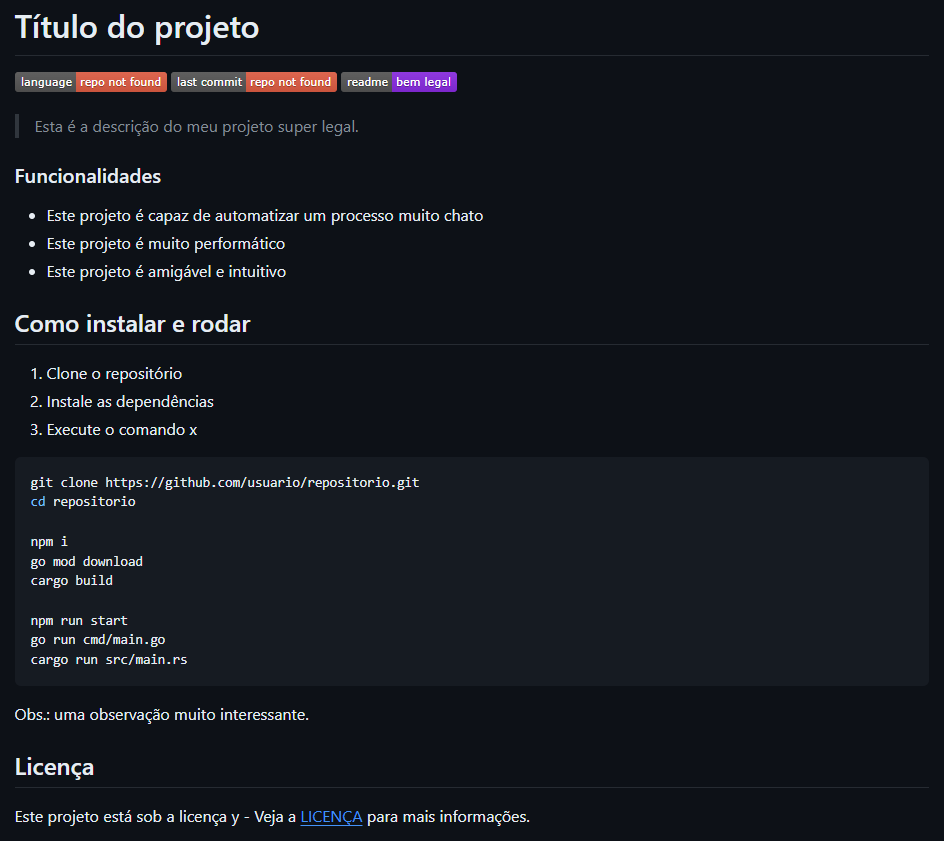 Título do projeto
language repo not found last commit repo not found readme bem legal
Esta é a descrição do meu projeto super legal.
Funcionalidades
Este projeto é capaz de automatizar um processo muito chato
Este projeto é muito performático
Este projeto é amigável e intuitivo
Como instalar e rodar
1. Clone o repositório
2. Instale as dependências
3. Execute o comando x
git clone https://github.com/usuario/repositorio.git
cd repositorio
npm i
go mod download
cargo build
npm run start
go run cmd/main.go
cargo run src/main.rs
Obs.: uma observação muito interessante.
Licença
Este projeto está sob a licença y - Veja a LICENÇA para mais informações.